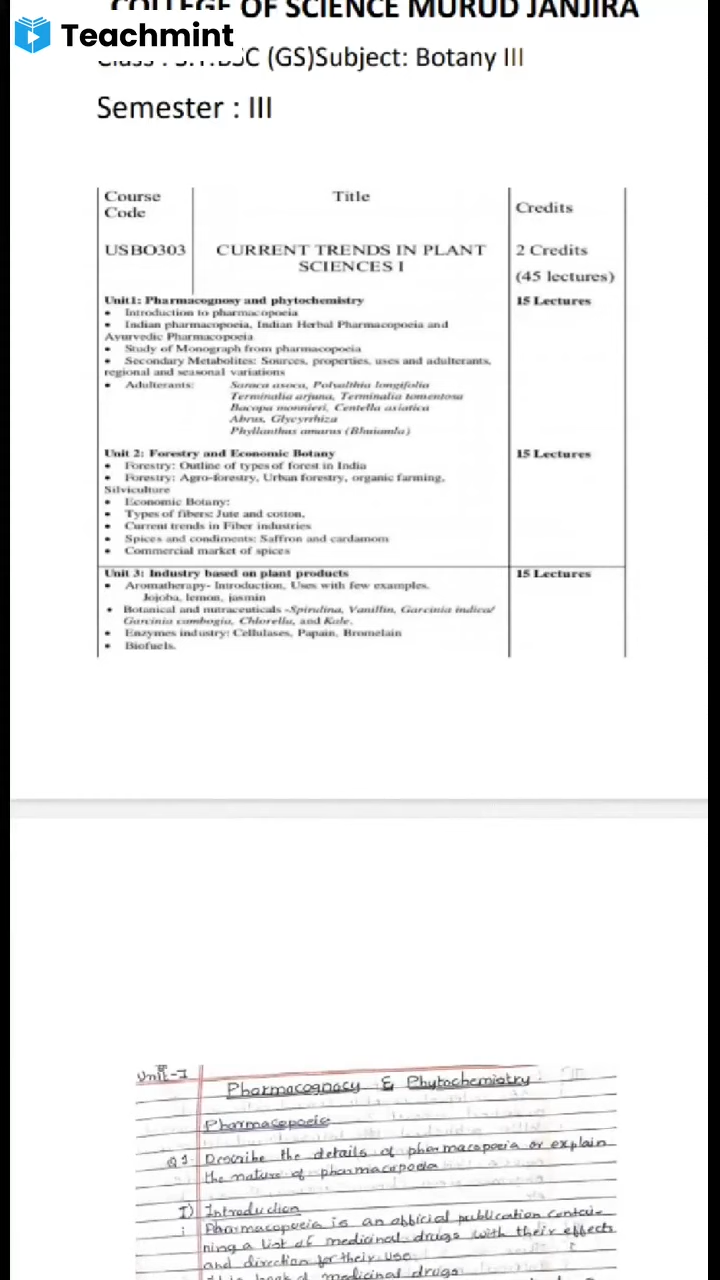 COLLEGE OF SCIENCE MURUD JANJIRA
Teachmint
Class : S.Y.BSC (GS)Subject: Botany III
Semester : III
Course Code
Title
Credits
USBO303
CURRENT TRENDS IN PLANT SCIENCES I
2 Credits
(45 lectures)
Unit1: Pharmacognosy and phytochemistry
15 Lectures
• Introduction to pharmacopoeia
• Indian pharmacopoeia, Indian Herbal Pharmacopoeia and
Ayurvedic Pharmacopoeia
• Study of Monograph from pharmacopoeia
• Secondary Metabolites: Sources, properties, uses and adulterants,
regional and seasonal variations
• Adulterants: Saraca asoca, Polyalthia longifolia
Terminalia arjuna, Terminalia tomentosa
Bacopa monnieri, Centella asiatica
Abrus, Glycyrrhiza
Phyllanthus amarus (Bhuiamla)
Unit 2: Forestry and Economic Botany
15 Lectures
• Forestry: Outline of types of forest in India
• Forestry: Agro-forestry, Urban forestry, organic farming,
Silviculture
• Economic Botany:
• Types of fibers: Jute and cotton,
• Current trends in Fiber industries
• Spices and condiments: Saffron and cardamom
• Commercial market of spices
Unit 3: Industry based on plant products
15 Lectures
• Aromatherapy- Introduction, Uses with few examples.
Jojoba, lemon, jasmin
• Botanical and nutraceuticals -Spirulina, Vanillin, Garcinia indica/
Garcinia cambogia, Chlorella, and Kale.
• Enzymes industry: Cellulases, Papain, Bromelain
• Biofuels.
Unit-I
Pharmacognacy & Phytochemistry
Pharmacopoeia
Q1 Describe the details of pharmacopoeia or explain
the nature of pharmacopoeia
I) Introduction
i Pharmacopoeia is an official publication contai-
ning a list of medicinal drugs with their effects
and direction for their use
book of medicinal drugs